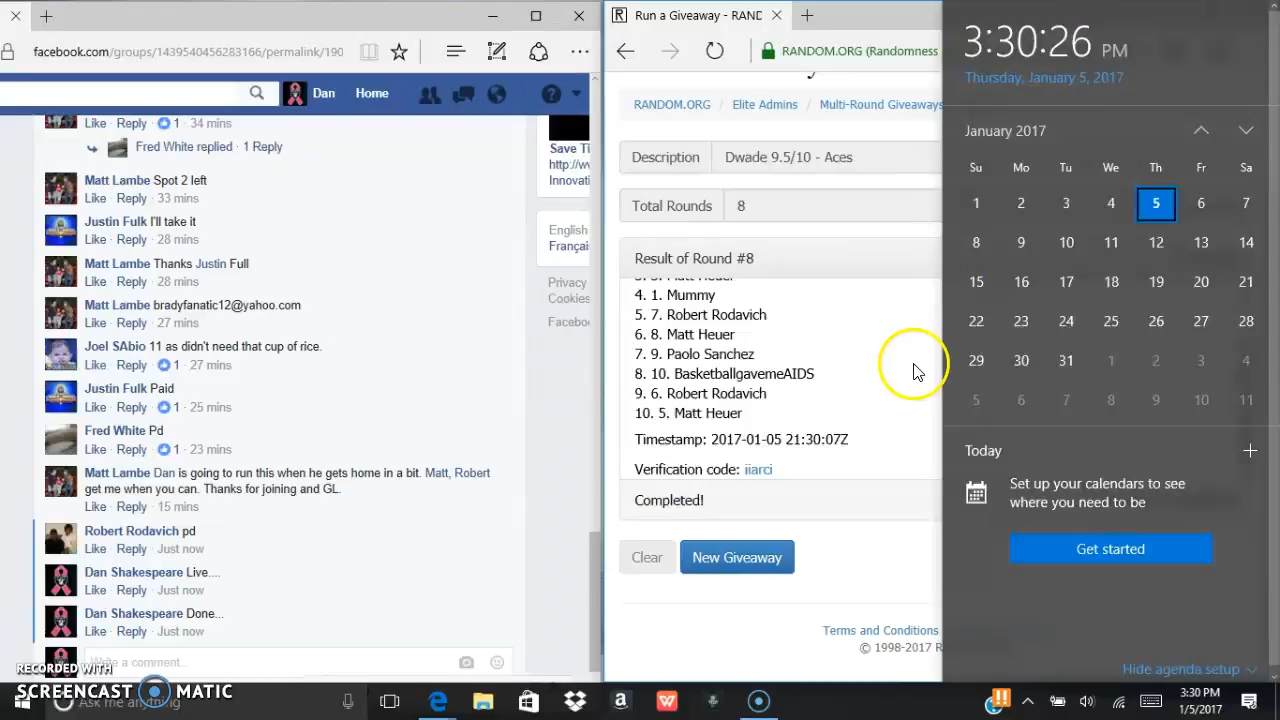 facebook.com/groups/1439540456283166/permalink/190
Dan Home
Like · Reply · 1 34 mins
Fred White replied · 1 Reply
Matt Lambe Spot 2 left
Like · Reply · 33 mins
Justin Fulk I'll take it
Like · Reply · 28 mins
Matt Lambe Thanks Justin Full
Like · Reply · 28 mins
Matt Lambe bradyfanatic12@yahoo.com
Like · Reply · 27 mins
Joel SAbio 11 as didn't need that cup of rice.
Like · Reply · 1 · 27 mins
Justin Fulk Paid
Like · Reply · 1 · 25 mins
Fred White Pd
Like · Reply · 1 · 23 mins
Matt Lambe Dan is going to run this when he gets home in a bit. Matt, Robert
get me when you can. Thanks for joining and GL.
Like · Reply · 15 mins
Robert Rodavich pd
Like · Reply · Just now
Dan Shakespeare Live....
Like · Reply · Just now
Dan Shakespeare Done...
Like · Reply · Just now
Write a comment...
Save Ti
http://w
Innovati
English
Françai
Privacy
Cookies
Facebo
Run a Giveaway - RAND
RANDOM.ORG (Randomness
RANDOM.ORG / Elite Admins / Multi-Round Giveaways
Description Dwade 9.5/10 - Aces
Total Rounds 8
Result of Round #8
3. 3. Matt Heuer
4. 1. Mummy
5. 7. Robert Rodavich
6. 8. Matt Heuer
7. 9. Paolo Sanchez
8. 10. BasketballgavemeAIDS
9. 6. Robert Rodavich
10. 5. Matt Heuer
Timestamp: 2017-01-05 21:30:07Z
Verification code: iiarci
Completed!
Clear New Giveaway
Terms and Conditions
© 1998-2017 R
3:30:26 PM
Thursday, January 5, 2017
January 2017
Su Mo Tu We Th Fr Sa
1 2 3 4 5 6 7
8 9 10 11 12 13 14
15 16 17 18 19 20 21
22 23 24 25 26 27 28
29 30 31 1 2 3 4
5 6 7 8 9 10 11
Today
Set up your calendars to see
where you need to be
Get started
Hide agenda setup
RECORDED WITH
SCREENCAST MATIC
Ask me anything
3:30 PM
1/5/2017